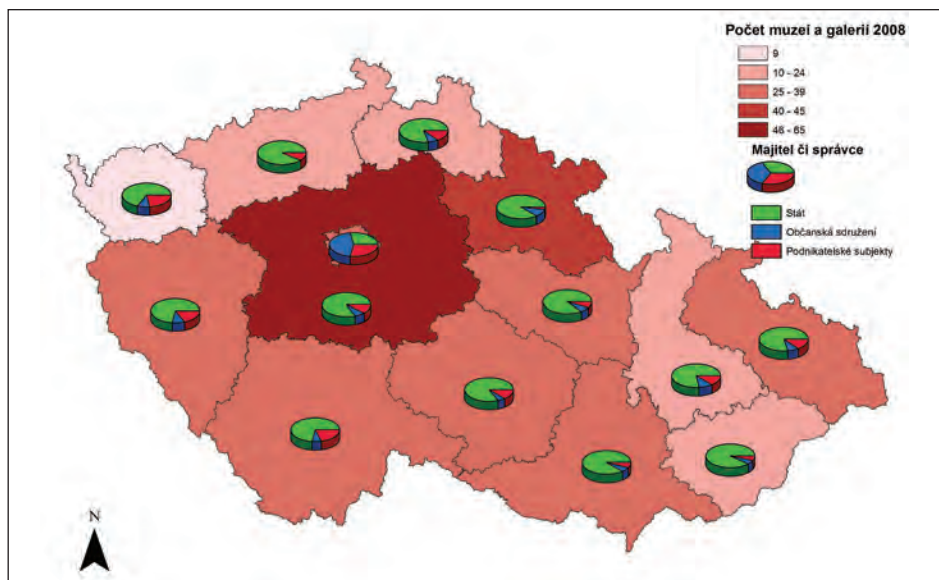 Počet muzeí a galerií 2008
9
10 - 24
25 - 39
40 - 45
46 - 65
Majitel či správce
Stát
Občanská sdružení
Podnikatelské subjekty
N